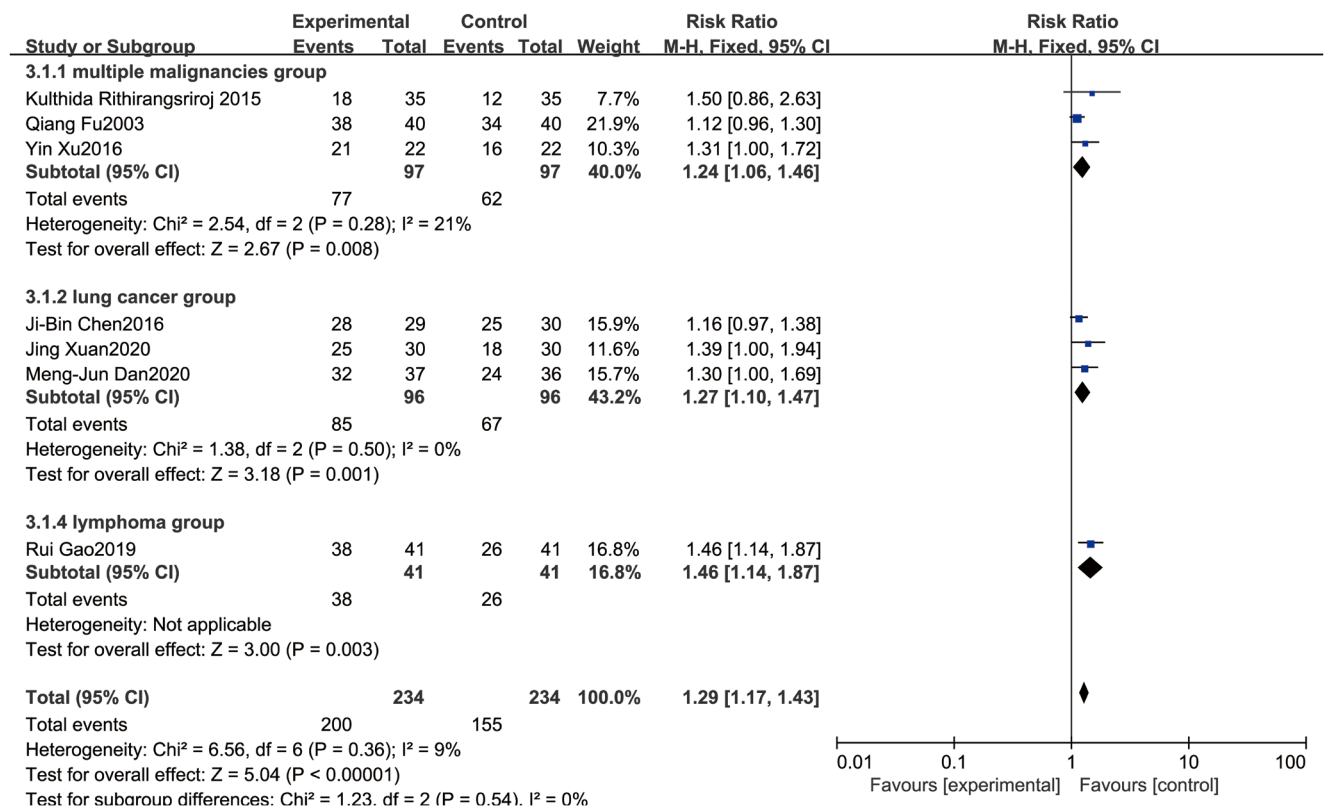 Experimental Control Risk Ratio Risk Ratio
Study or Subgroup Events Total Events Total Weight M-H, Fixed, 95% CI M-H, Fixed, 95% CI
3.1.1 multiple malignancies group
Kulthida Rithirangsriroj 2015 18 35 12 35 7.7% 1.50 [0.86, 2.63]
Qiang Fu2003 38 40 34 40 21.9% 1.12 [0.96, 1.30]
Yin Xu2016 21 22 16 22 10.3% 1.31 [1.00, 1.72]
Subtotal (95% CI) 97 97 40.0% 1.24 [1.06, 1.46]
Total events 77 62
Heterogeneity: Chi² = 2.54, df = 2 (P = 0.28); I² = 21%
Test for overall effect: Z = 2.67 (P = 0.008)
3.1.2 lung cancer group
Ji-Bin Chen2016 28 29 25 30 15.9% 1.16 [0.97, 1.38]
Jing Xuan2020 25 30 18 30 11.6% 1.39 [1.00, 1.94]
Meng-Jun Dan2020 32 37 24 36 15.7% 1.30 [1.00, 1.69]
Subtotal (95% CI) 96 96 43.2% 1.27 [1.10, 1.47]
Total events 85 67
Heterogeneity: Chi² = 1.38, df = 2 (P = 0.50); I² = 0%
Test for overall effect: Z = 3.18 (P = 0.001)
3.1.4 lymphoma group
Rui Gao2019 38 41 26 41 16.8% 1.46 [1.14, 1.87]
Subtotal (95% CI) 41 41 16.8% 1.46 [1.14, 1.87]
Total events 38 26
Heterogeneity: Not applicable
Test for overall effect: Z = 3.00 (P = 0.003)
Total (95% CI) 234 234 100.0% 1.29 [1.17, 1.43]
Total events 200 155
Heterogeneity: Chi² = 6.56, df = 6 (P = 0.36); I² = 9%
Test for overall effect: Z = 5.04 (P < 0.00001)
Test for subgroup differences: Chi² = 1.23, df = 2 (P = 0.54), I² = 0%
0.01 0.1 1 10 100
Favours [experimental] Favours [control]